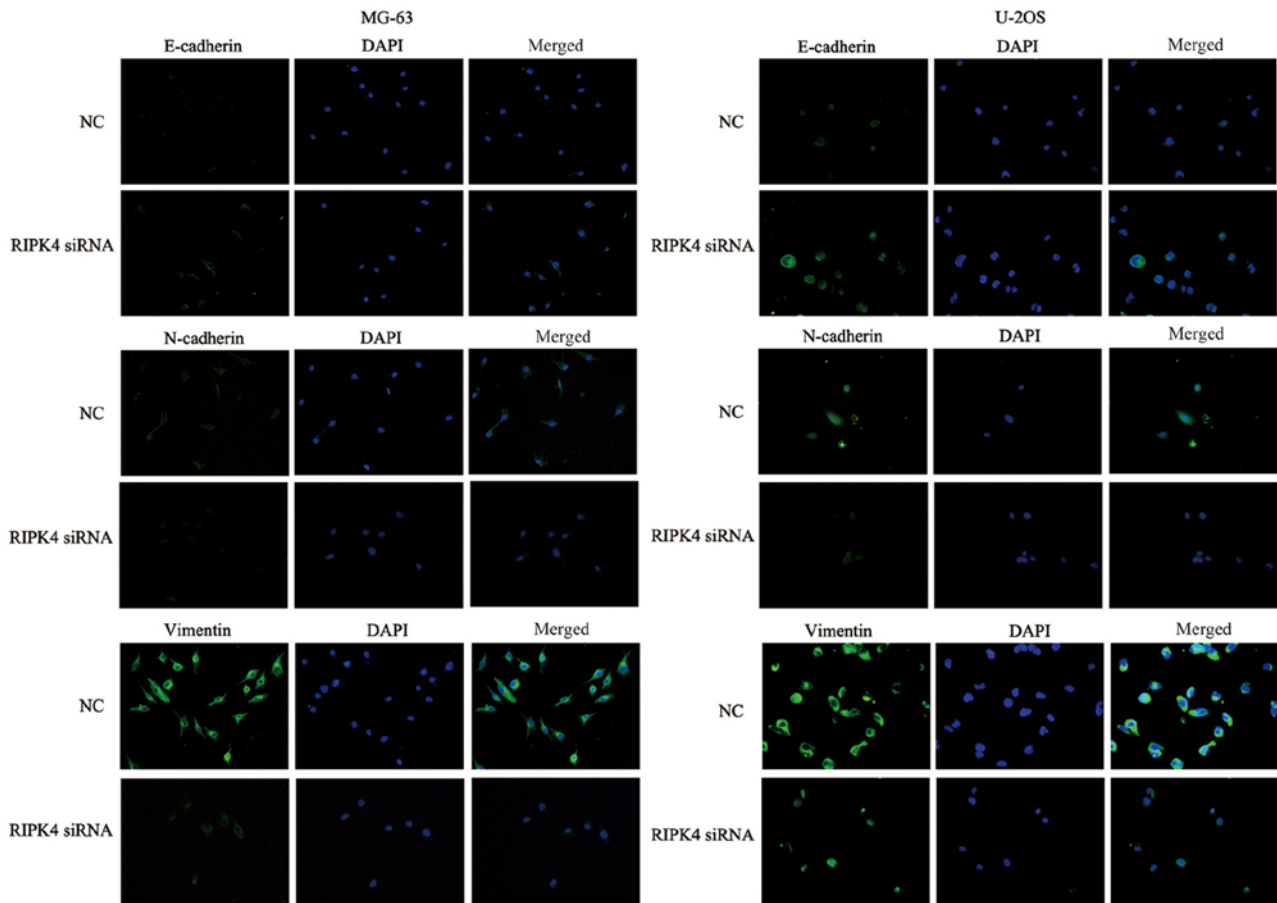 MG-63 U-2OS
E-cadherin DAPI Merged E-cadherin DAPI Merged
NC NC
RIPK4 siRNA RIPK4 siRNA
N-cadherin DAPI Merged N-cadherin DAPI Merged
NC NC
RIPK4 siRNA RIPK4 siRNA
Vimentin DAPI Merged Vimentin DAPI Merged
NC NC
RIPK4 siRNA RIPK4 siRNA